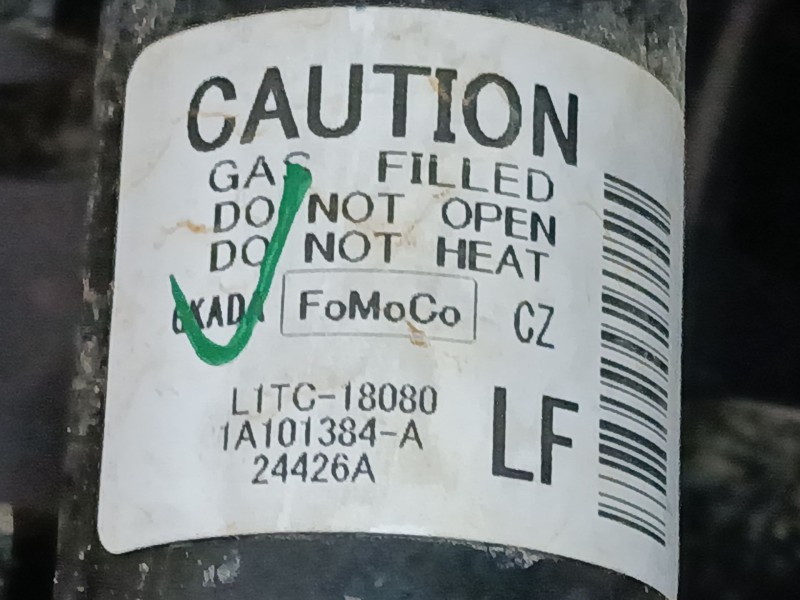 CAUTION
GAS FILLED
DO NOT OPEN
DO NOT HEAT
FoMoCo CZ
L1TC-18080
1A101384-A
24426A
LF